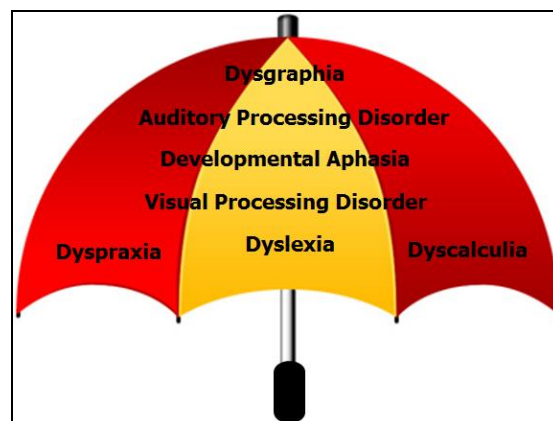 Dysgraphia
Auditory Processing Disorder
Developmental Aphasia
Visual Processing Disorder
Dyslexia
Dyspraxia
Dyscalculia